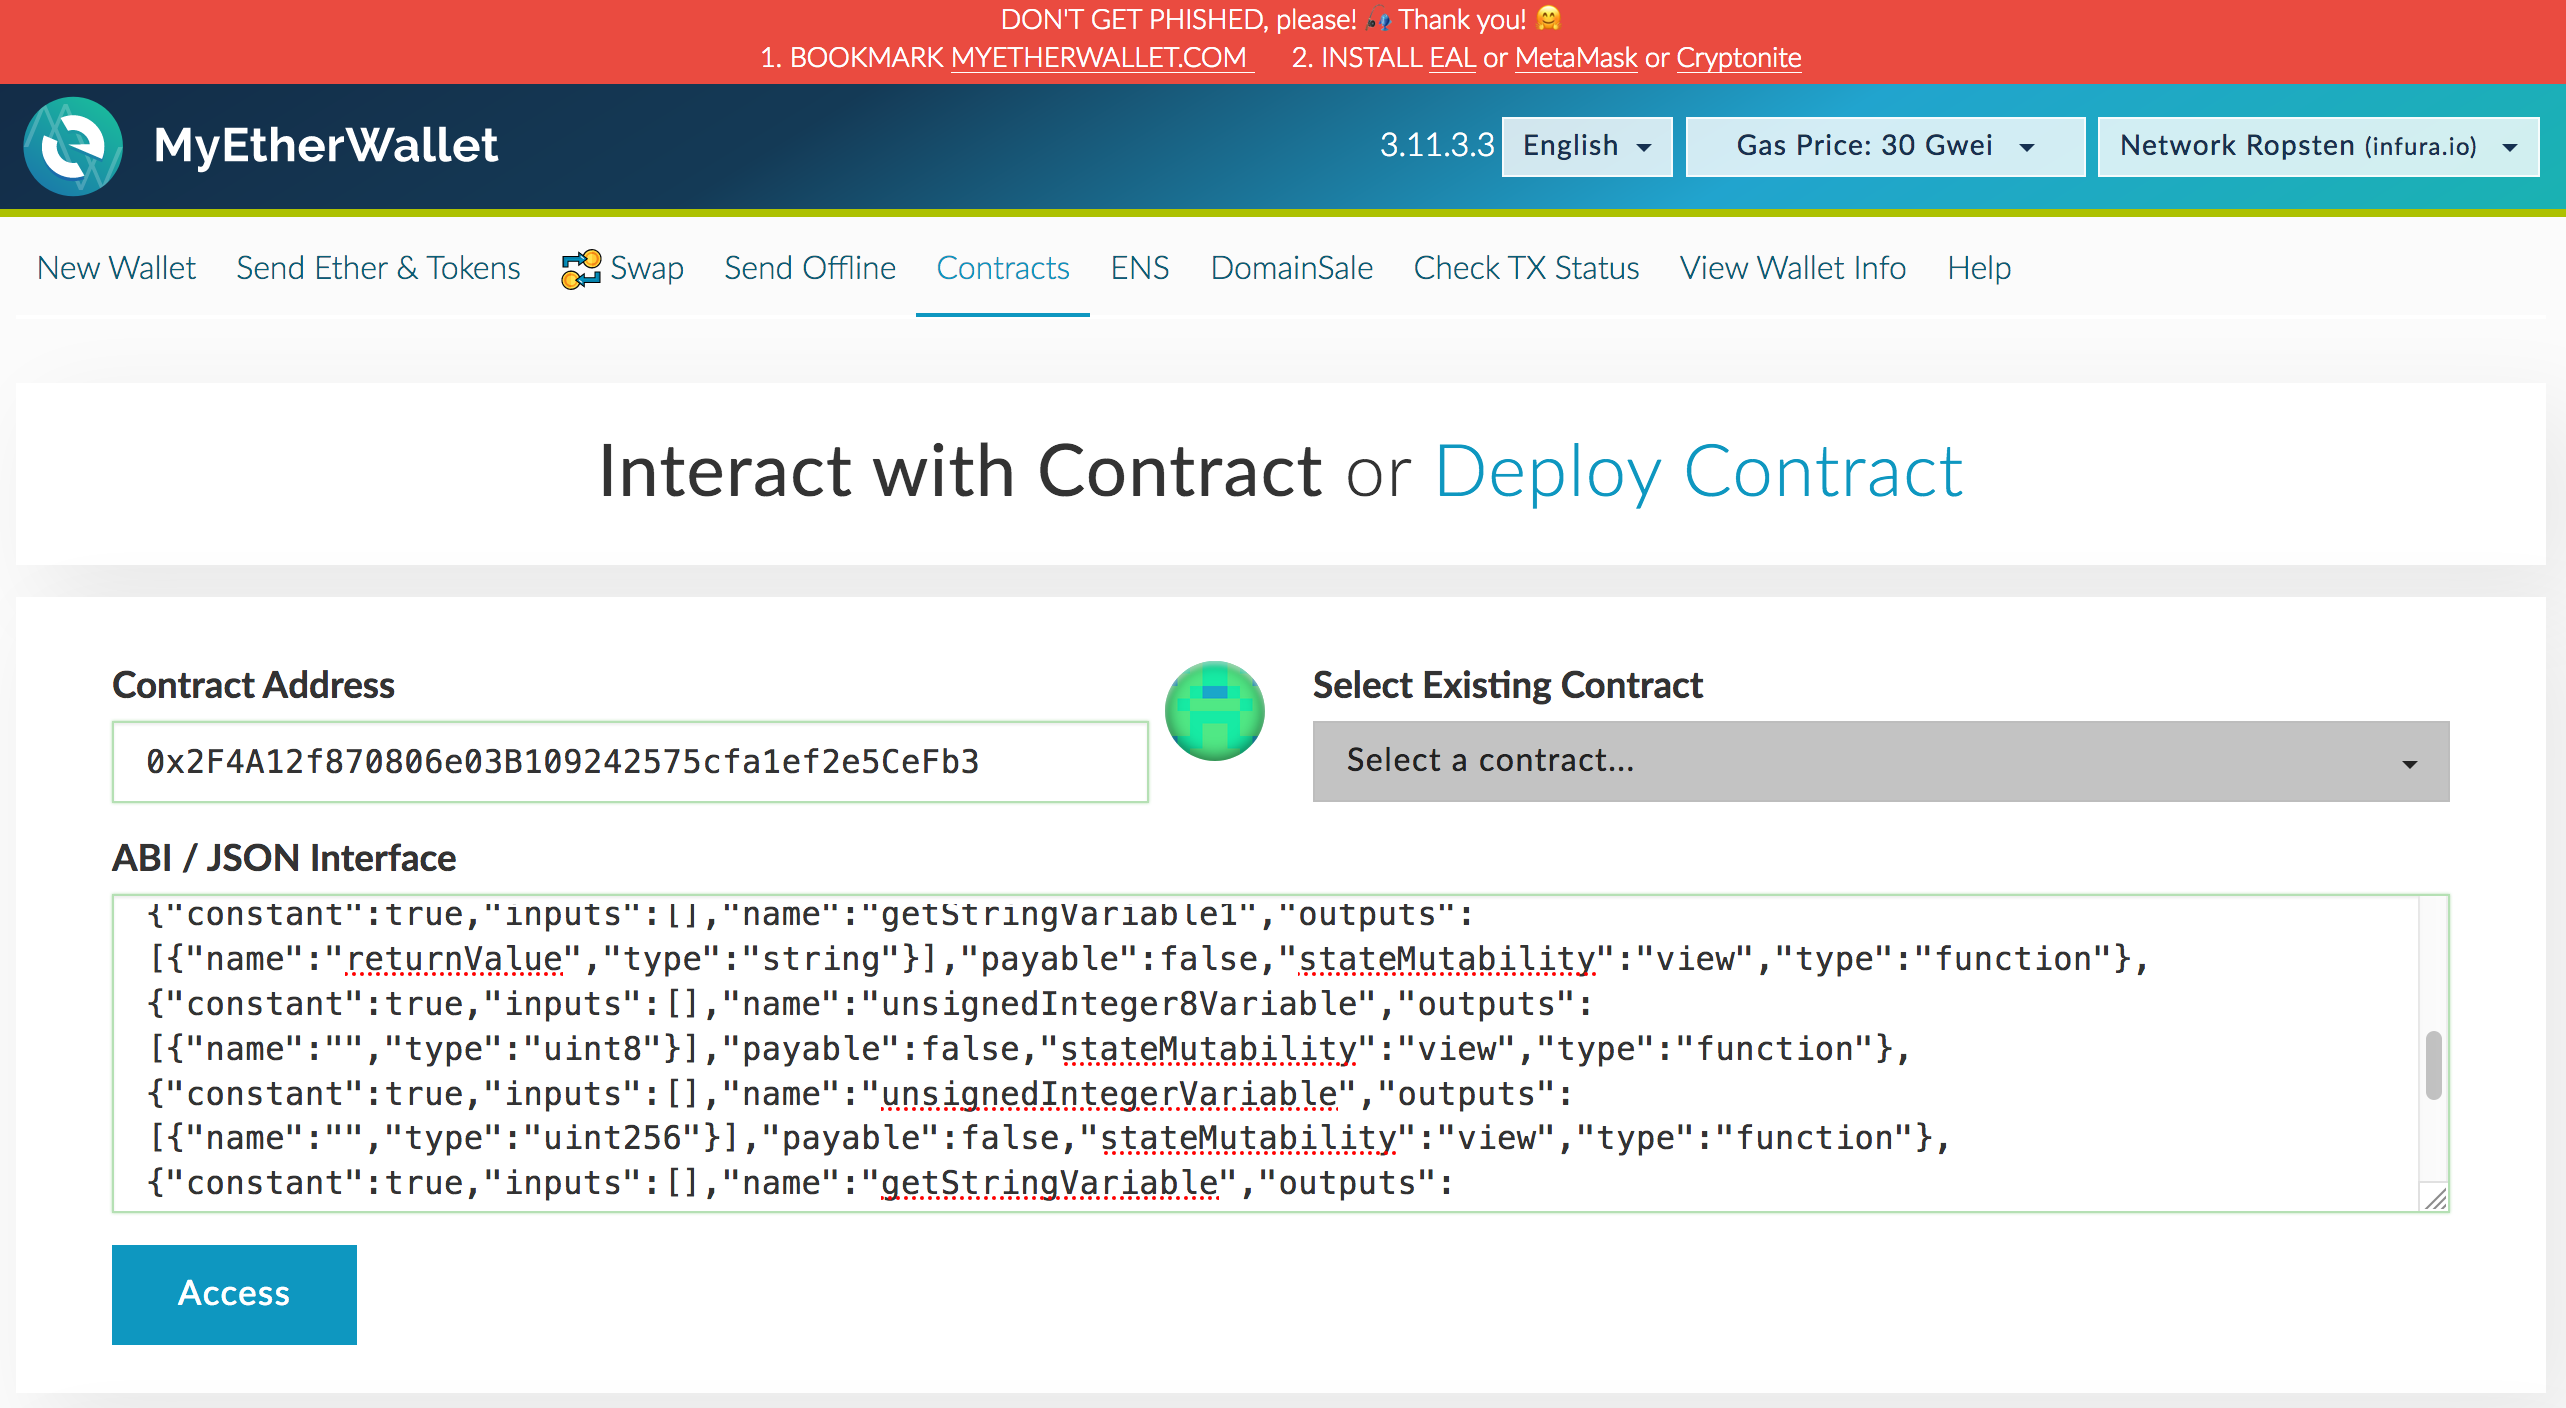 DON'T GET PHISHED, please! 🎣 Thank you! 🤗
1. BOOKMARK MYETHERWALLET.COM 2. INSTALL EAL or MetaMask or Cryptonite
MyEtherWallet
3.11.3.3 English Gas Price: 30 Gwei Network Ropsten (infura.io)
New Wallet Send Ether & Tokens Swap Send Offline Contracts ENS DomainSale Check TX Status View Wallet Info Help
Interact with Contract or Deploy Contract
Contract Address
0x2F4A12f870806e03B109242575cfa1ef2e5CeFb3
Select Existing Contract
Select a contract...
ABI / JSON Interface
{"constant":true,"inputs":[],"name":"getStringVariable1","outputs":
[{"name":"returnValue","type":"string"}],"payable":false,"stateMutability":"view","type":"function"},
{"constant":true,"inputs":[],"name":"unsignedInteger8Variable","outputs":
[{"name":"","type":"uint8"}],"payable":false,"stateMutability":"view","type":"function"},
{"constant":true,"inputs":[],"name":"unsignedIntegerVariable","outputs":
[{"name":"","type":"uint256"}],"payable":false,"stateMutability":"view","type":"function"},
{"constant":true,"inputs":[],"name":"getStringVariable","outputs":
Access